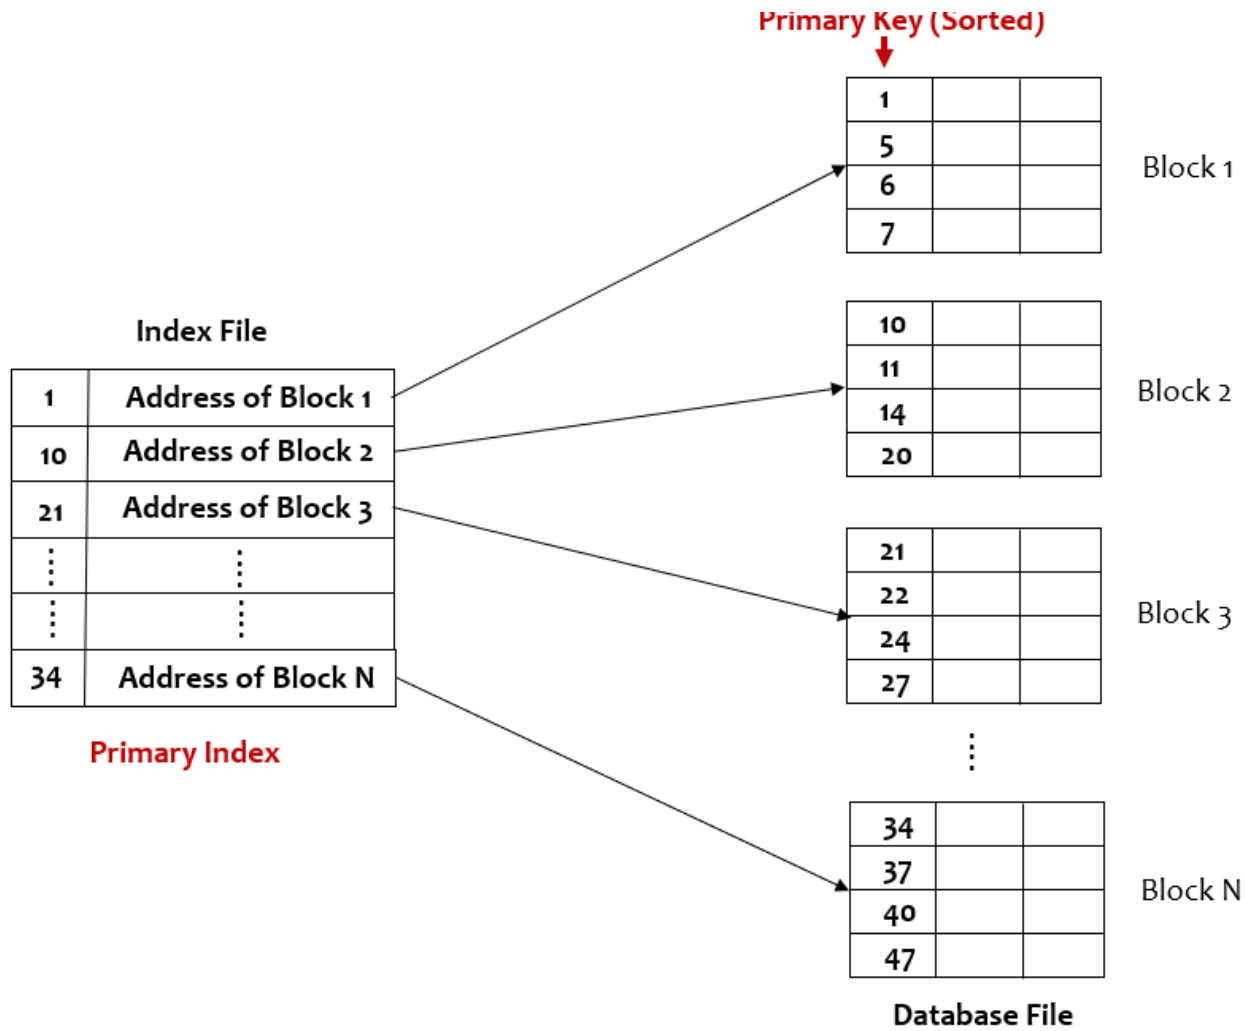 Primary Key (Sorted)
1
5
6
7
Block 1
Index File
1 Address of Block 1
10 Address of Block 2
21 Address of Block 3
34 Address of Block N
Primary Index
10
11
14
20
Block 2
21
22
24
27
Block 3
34
37
40
47
Block N
Database File